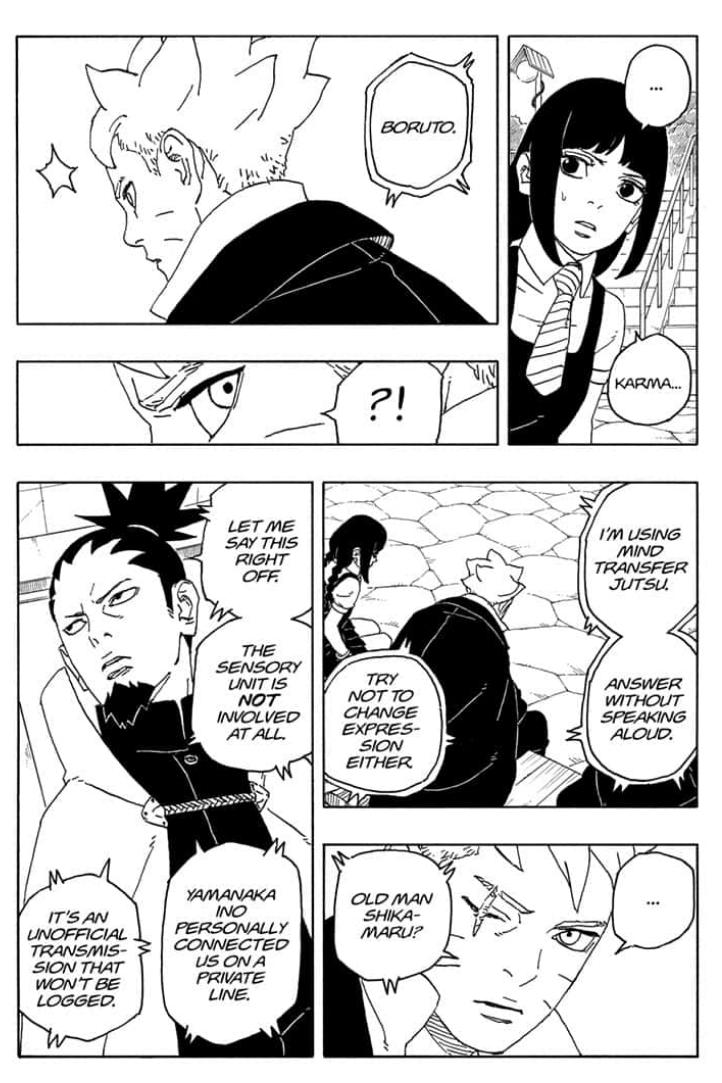 ...
KARMA...
BORUTO.
?!
I'M USING
MIND
TRANSFER
JUTSU.
ANSWER
WITHOUT
SPEAKING
ALOUD.
TRY
NOT TO
CHANGE
EXPRES-
SION
EITHER.
LET ME
SAY THIS
RIGHT
OFF.
THE
SENSORY
UNIT IS
NOT
INVOLVED
AT ALL.
YAMANAKA
INO
PERSONALLY
CONNECTED
US ON A
PRIVATE
LINE.
IT'S AN
UNOFFICIAL
TRANSMIS-
SION THAT
WON'T BE
LOGGED.
...
OLD MAN
SHIKA-
MARU?